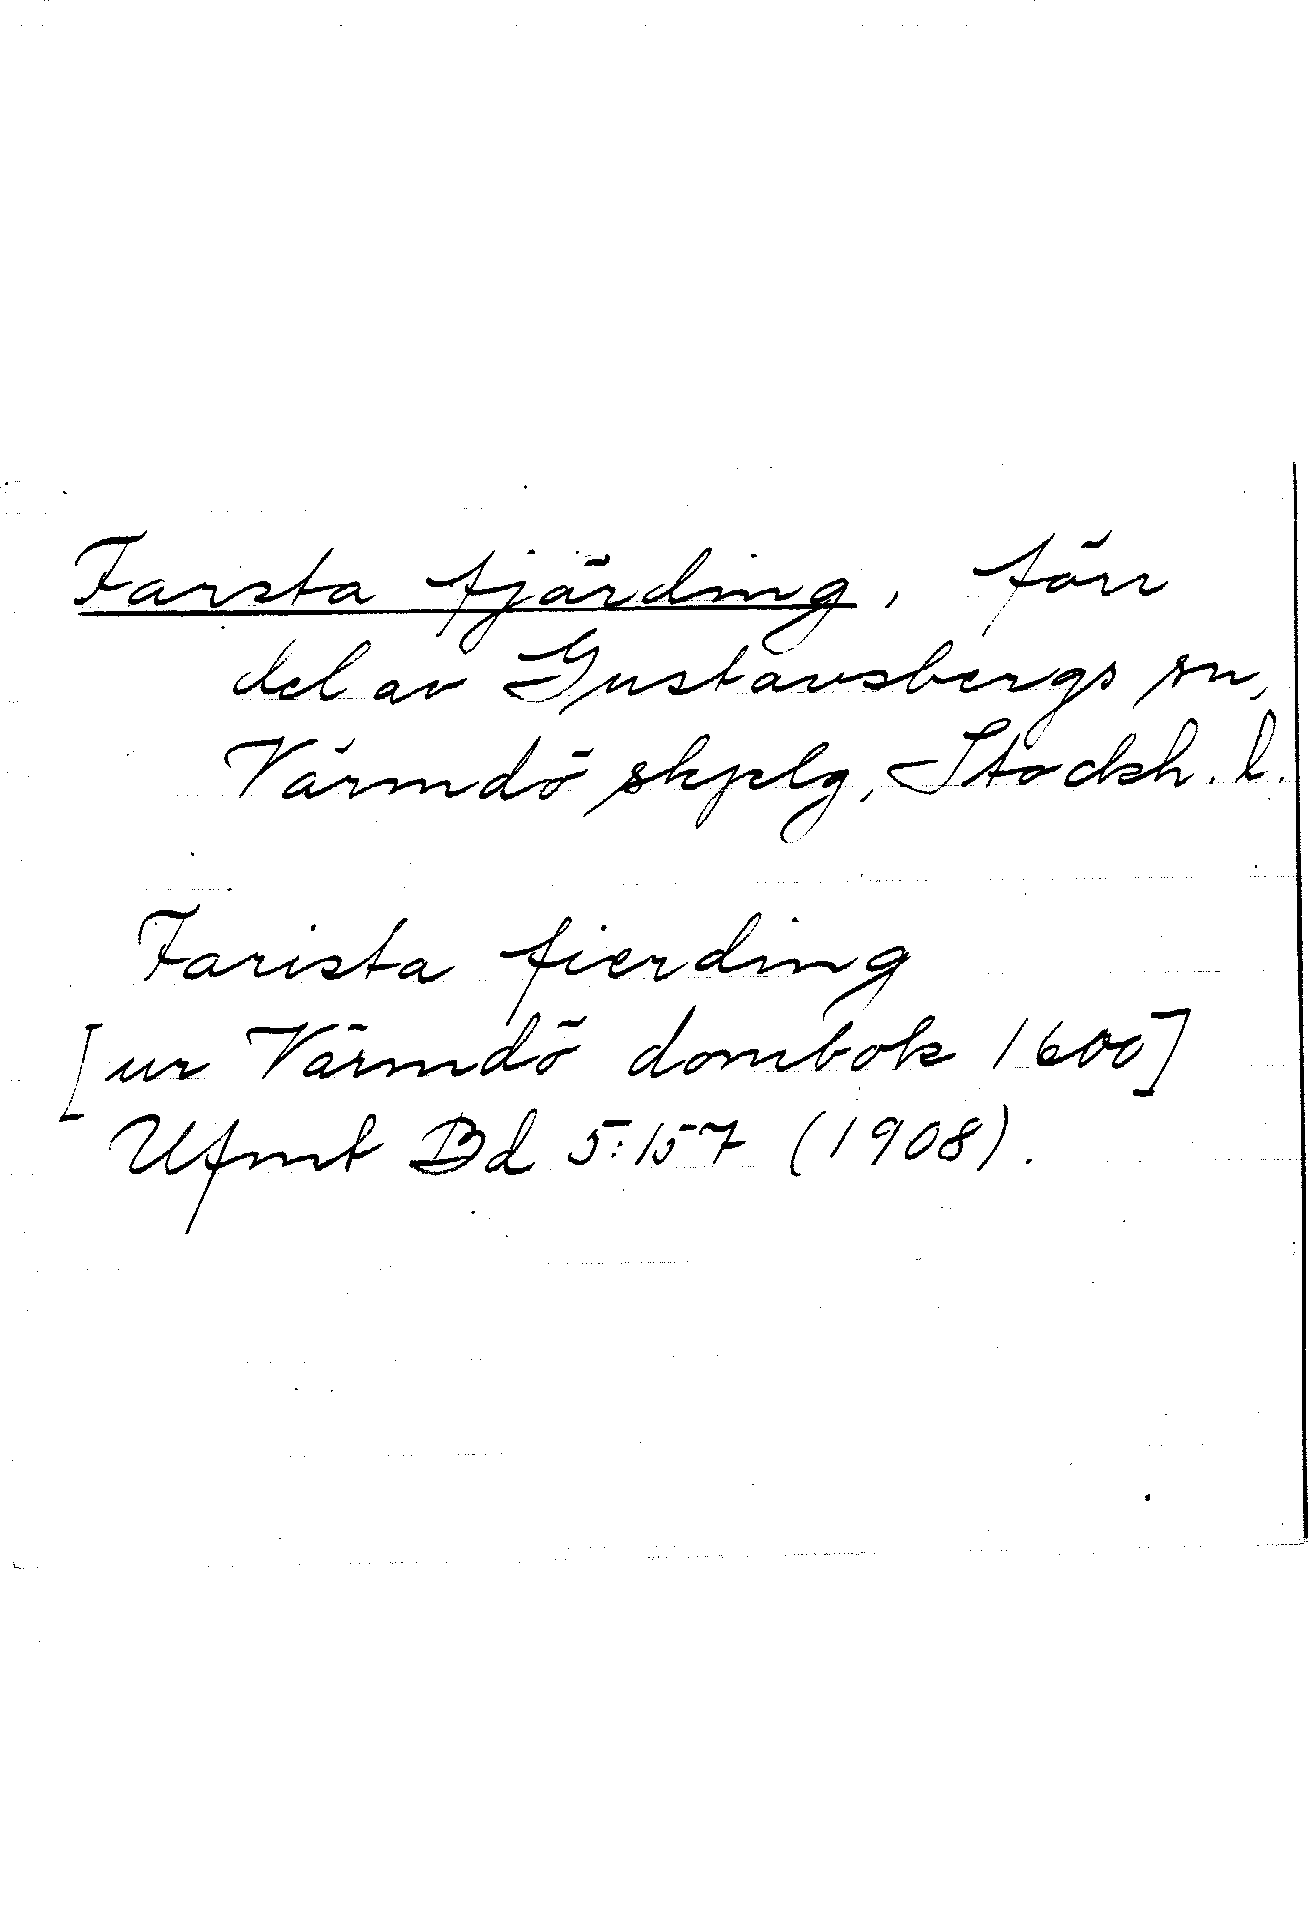 Farsta fjärding, förr
del av Gustavsbergs sn,
Värmdö skplg, Stockh. l.
Farista fierding
[ur Värmdö dombok 1600]
Ufmt Bd 5:157 (1908).